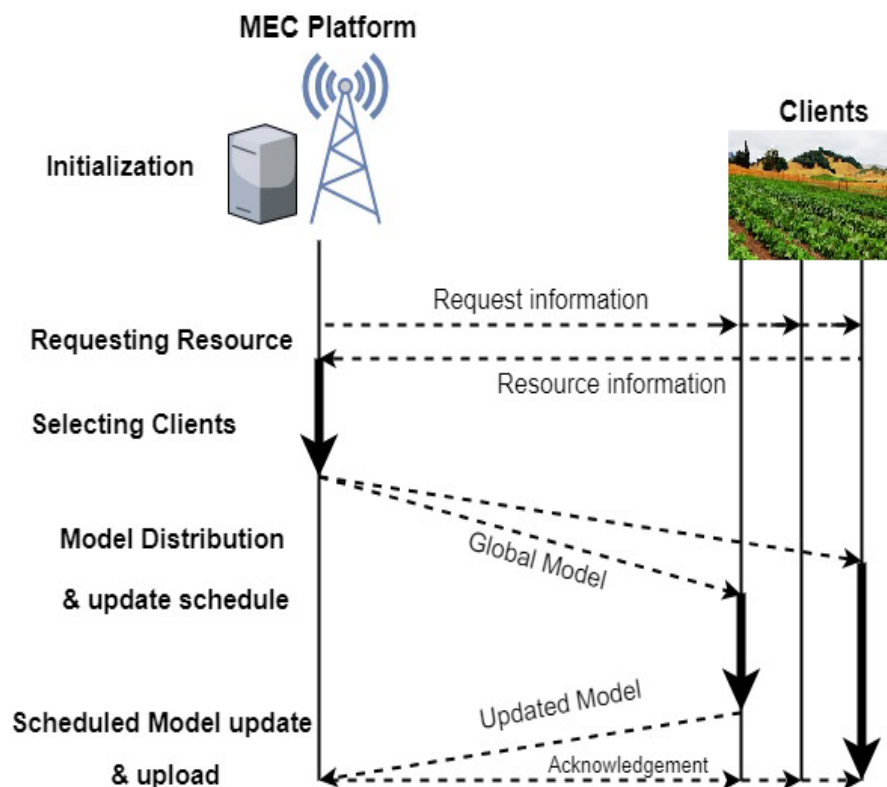 MEC Platform
Clients
Initialization
Request information
Requesting Resource
Resource information
Selecting Clients
Model Distribution
& update schedule
Global Model
Updated Model
Scheduled Model update
& upload
Acknowledgement